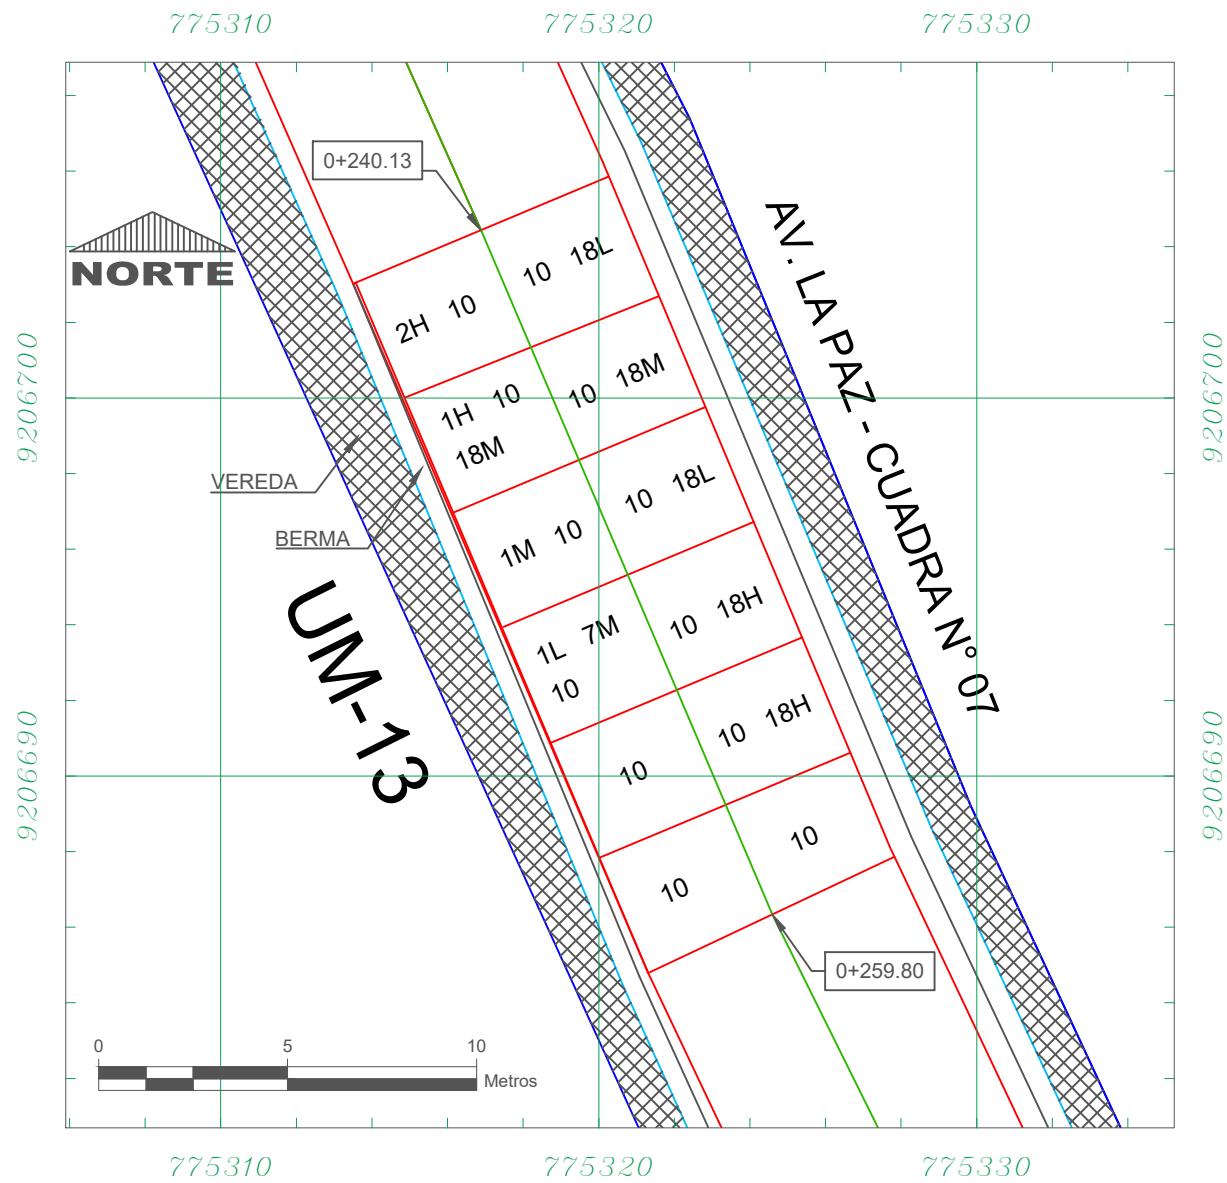 775310 775320 775330
0+240.13
NORTE
AV. LA PAZ - CUADRA N° 07
2H 10 10 18L
9206700 9206700
1H 10 10 18M
18M
VEREDA
BERMA
1M 10 10 18L
1L 7M 10 18H
10
UM-13
10 10 18H
9206690 9206690
10 10
0+259.80
0 5 10
Metros
775310 775320 775330